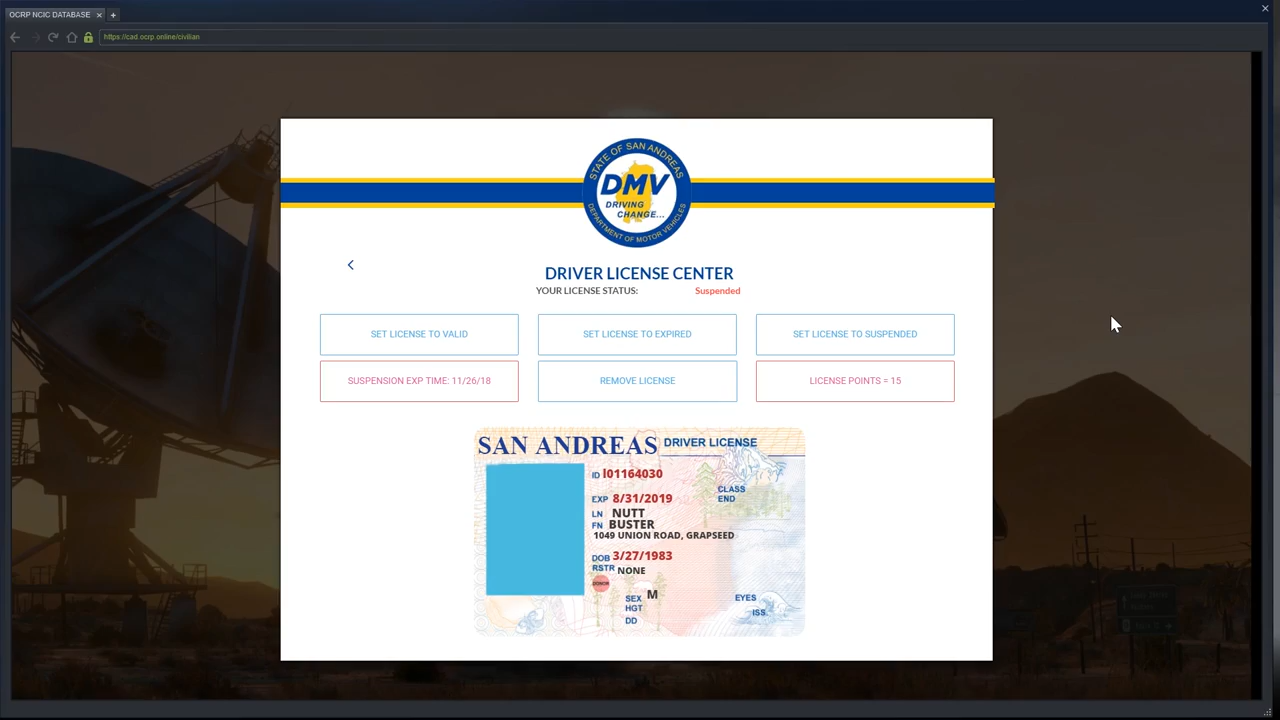 OCRP NCIC DATABASE
https://cad.ocrp.online/civilian
STATE OF SAN ANDREAS
DMV
DRIVING
CHANGE...
DEPARTMENT OF MOTOR VEHICLES
DRIVER LICENSE CENTER
YOUR LICENSE STATUS: Suspended
SET LICENSE TO VALID SET LICENSE TO EXPIRED SET LICENSE TO SUSPENDED
SUSPENSION EXP TIME: 11/26/18 REMOVE LICENSE LICENSE POINTS = 15
SAN ANDREAS DRIVER LICENSE
ID I01164030
CLASS
EXP 8/31/2019 END
LN NUTT
FN BUSTER
1049 UNION ROAD, GRAPSEED
DOB 3/27/1983
RSTR NONE
DONOR
SEX M EYES
HGT ISS.
DD